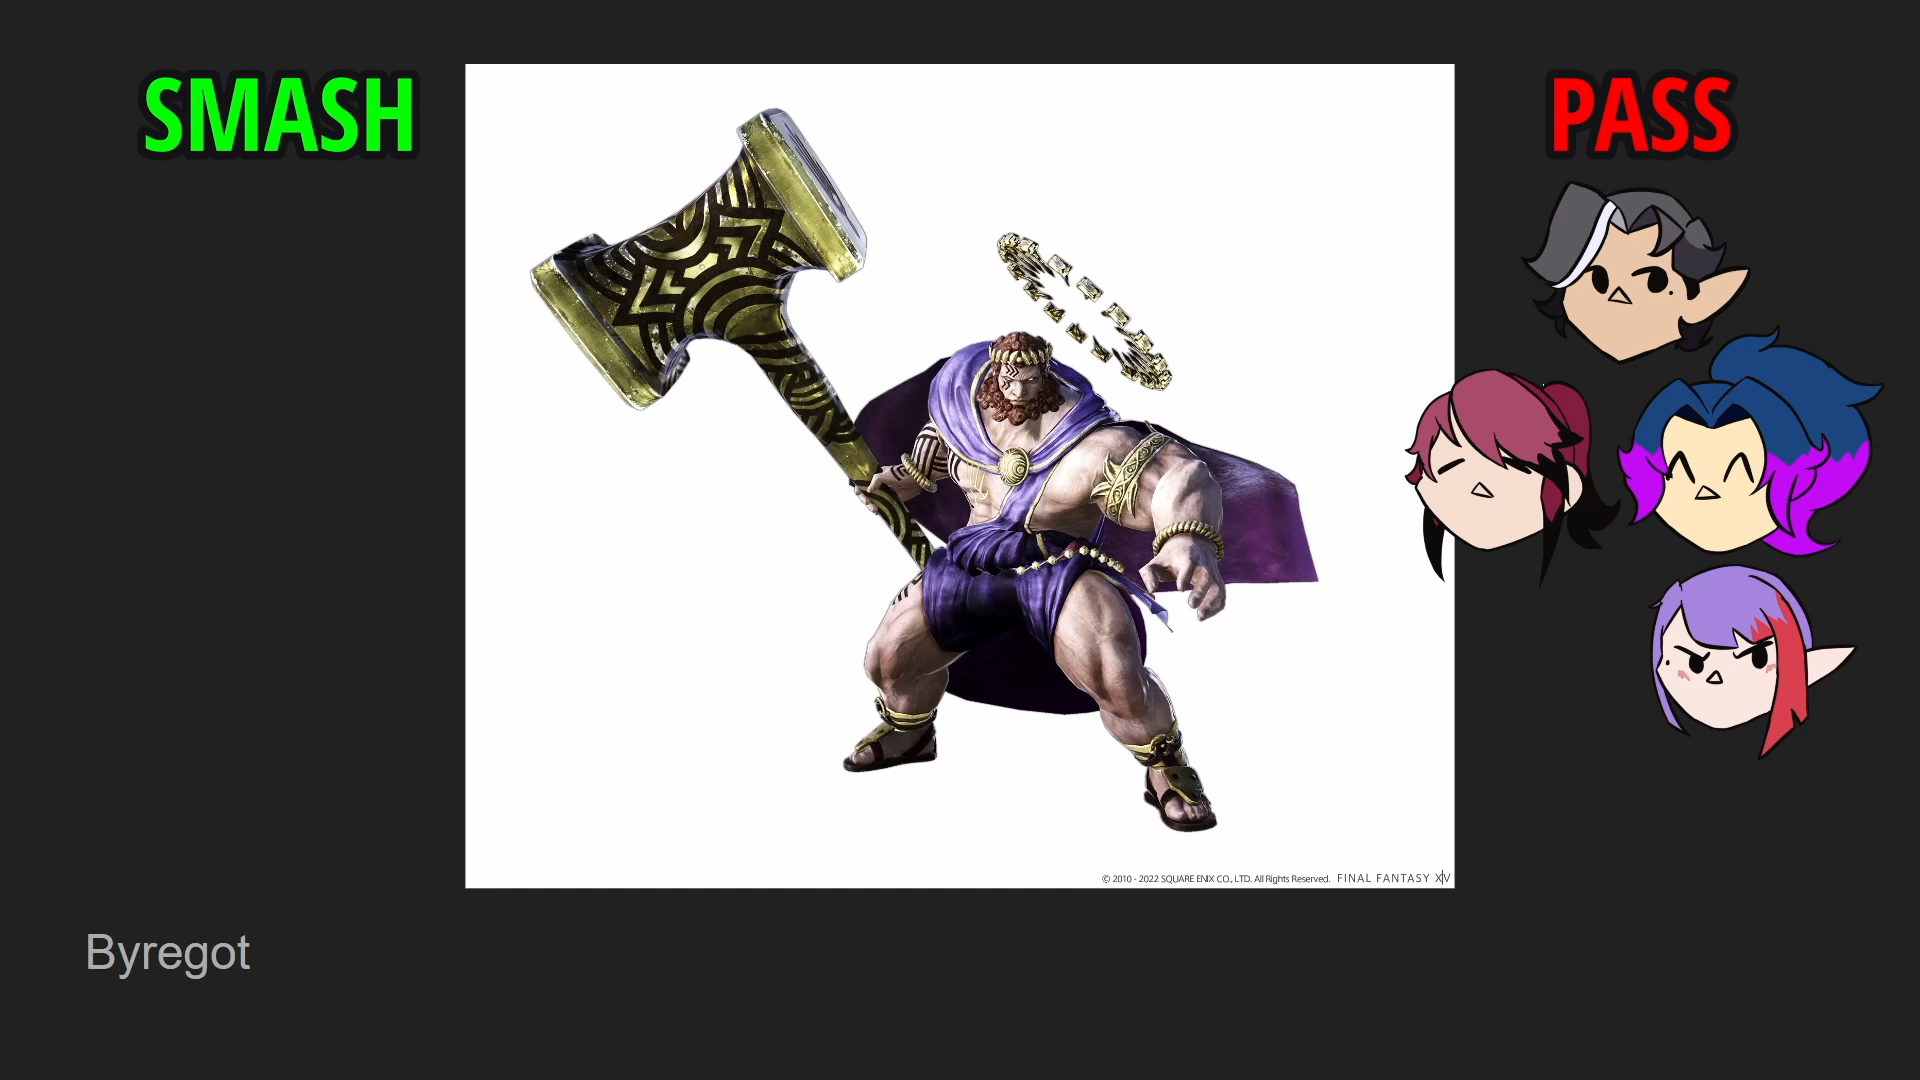 SMASH
PASS
© 2010 - 2022 SQUARE ENIX CO., LTD. All Rights Reserved. FINAL FANTASY XIV
Byregot